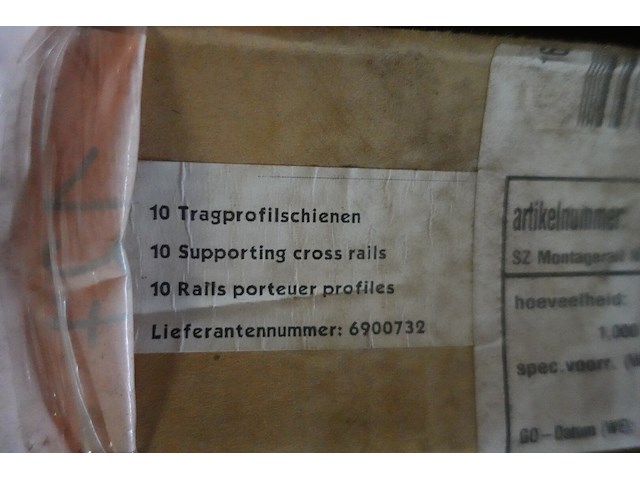 10 Tragprofilschienen
10 Supporting cross rails
10 Rails porteuer profiles
Lieferantennummer: 6900732
artikelnummer
SZ Montagerail
hoeveelheid:
1.000
spec.voorr.
GO-Datum (WE):